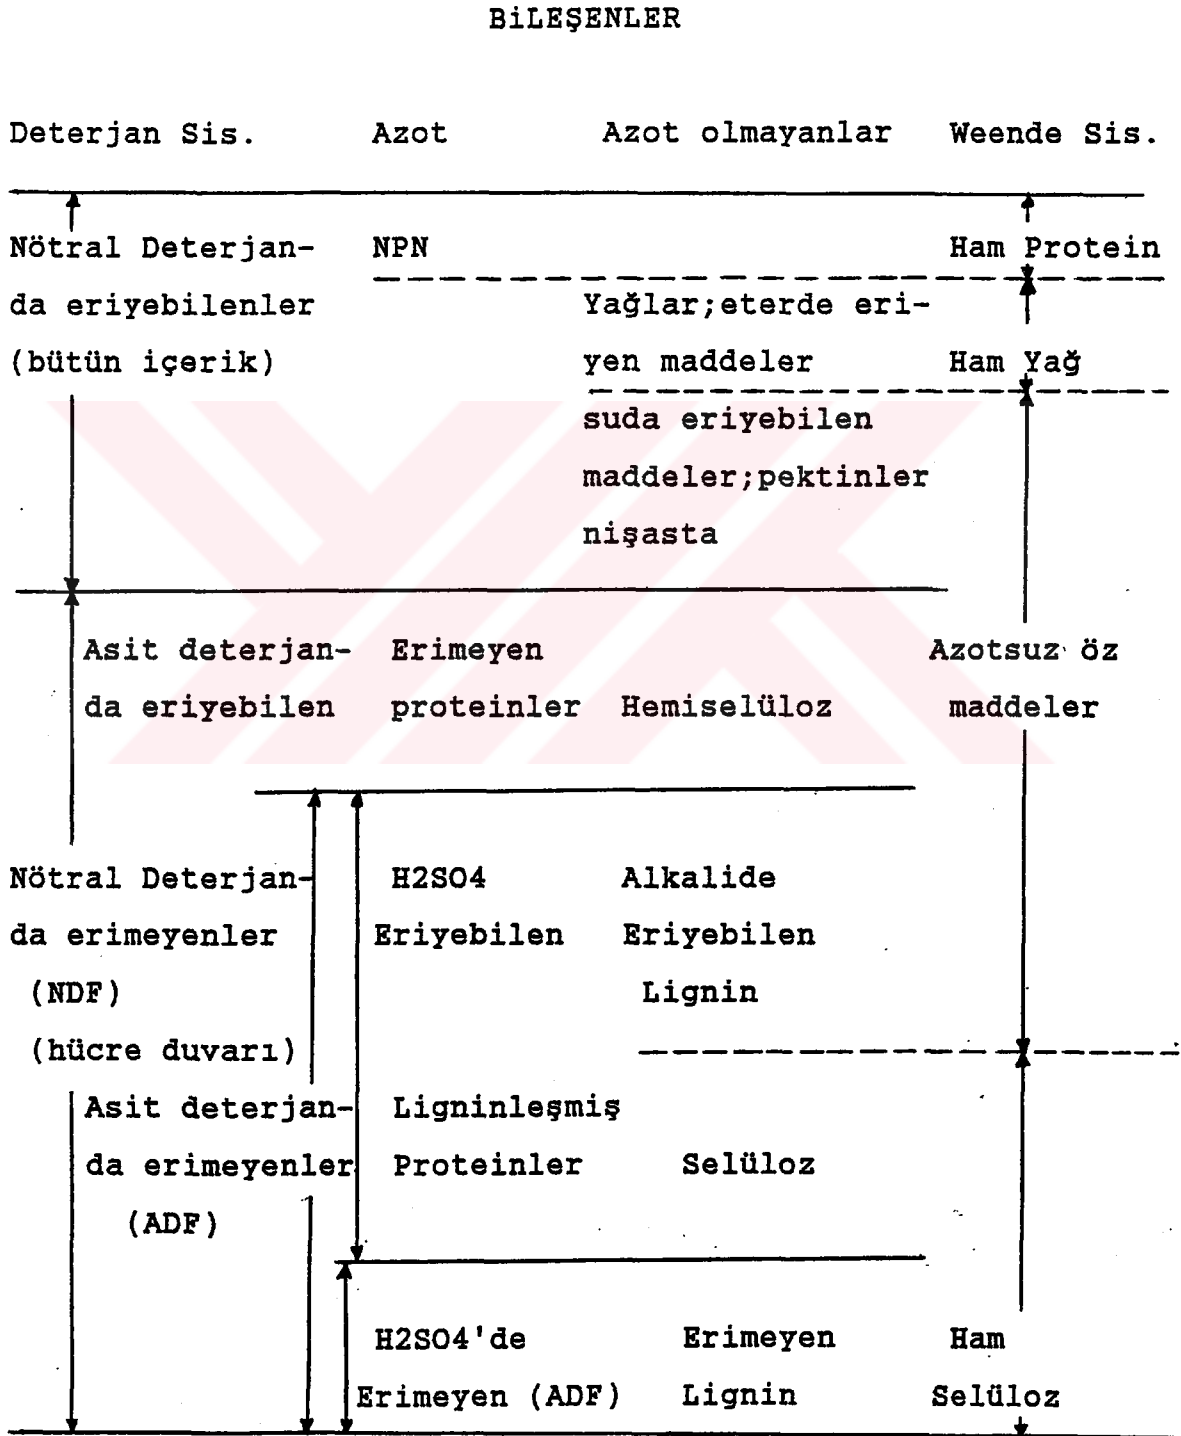 BİLEŞENLER
Deterjan Sis. Azot Azot olmayanlar Weende Sis.
Nötral Deterjan- NPN Ham Protein
da eriyebilenler Yağlar;eterde eri-
(bütün içerik) yen maddeler Ham Yağ
suda eriyebilen
maddeler;pektinler
nişasta
Asit deterjan- Erimeyen Azotsuz öz
da eriyebilen proteinler Hemiselüloz maddeler
Nötral Deterjan- H2SO4 Alkalide
da erimeyenler Eriyebilen Eriyebilen
(NDF) Lignin
(hücre duvarı)
Asit deterjan- Ligninleşmiş
da erimeyenler Proteinler Selüloz
(ADF)
H2SO4'de Erimeyen Ham
Erimeyen (ADF) Lignin Selüloz